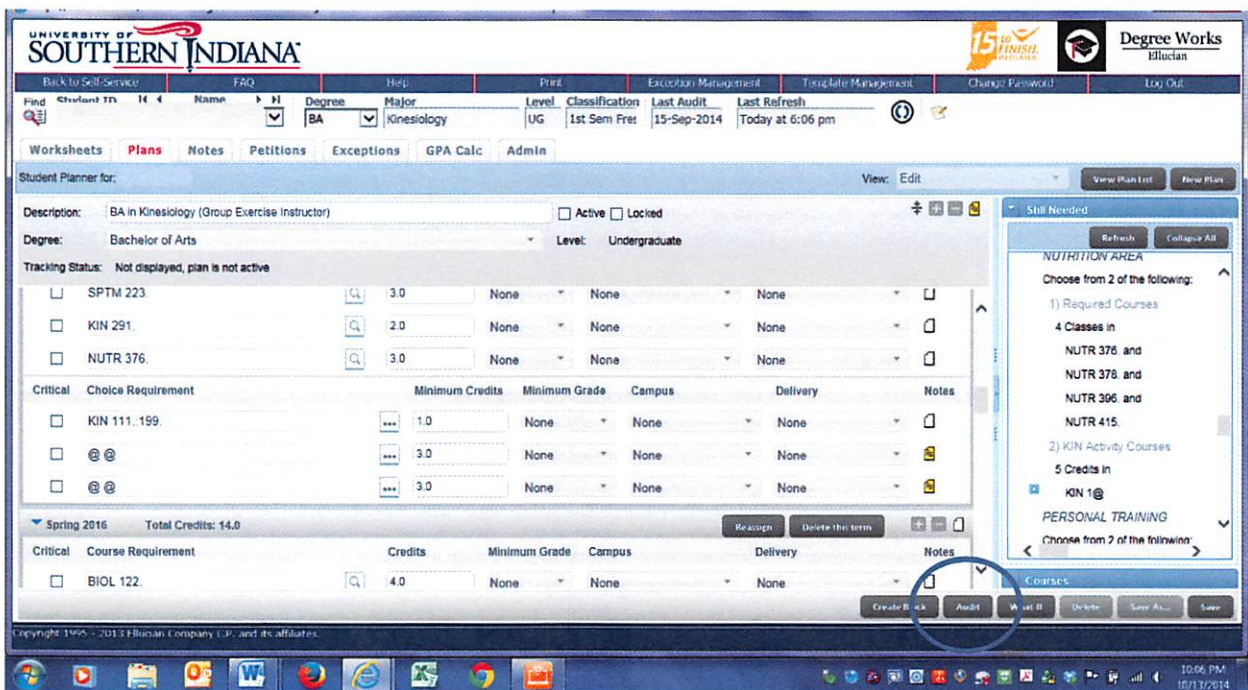 UNIVERSITY OF
SOUTHERN INDIANA
15 to FINISH. INDIANA
Degree Works
Ellucian
Back to Self-Service FAQ Help Print Exception Management Template Management Change Password Log Out
Find Student ID Name Degree Major Level Classification Last Audit Last Refresh
BA Kinesiology UG 1st Sem Fres 15-Sep-2014 Today at 6:06 pm
Worksheets Plans Notes Petitions Exceptions GPA Calc Admin
Student Planner for: View: Edit View Plan List New Plan
Description: BA in Kinesiology (Group Exercise Instructor) Active Locked
Degree: Bachelor of Arts Level: Undergraduate
Tracking Status: Not displayed, plan is not active
SPTM 223. 3.0 None None None
KIN 291. 2.0 None None None
NUTR 376. 3.0 None None None
Critical Choice Requirement Minimum Credits Minimum Grade Campus Delivery Notes
KIN 111.:199. 1.0 None None None
@ @ 3.0 None None None
@ @ 3.0 None None None
Spring 2016 Total Credits: 14.0 Reassign Delete this term
Critical Course Requirement Credits Minimum Grade Campus Delivery Notes
BIOL 122. 4.0 None None None
Still Needed
Refresh Collapse All
NUTRITION AREA
Choose from 2 of the following:
1) Required Courses
4 Classes in
NUTR 376. and
NUTR 378. and
NUTR 396. and
NUTR 415.
2) KIN Activity Courses
5 Credits in
KIN 1@
PERSONAL TRAINING
Choose from 2 of the following:
Courses
Create Block Audit What If Delete Save As... Save
Copyright 1995 - 2013 Ellucian Company L.P. and its affiliates.
10:06 PM
10/13/2014